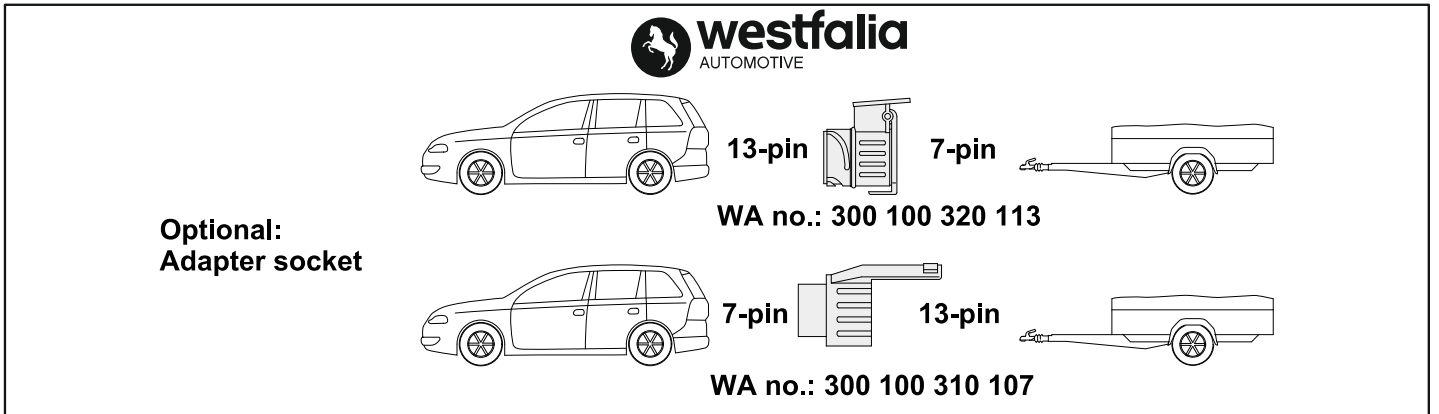 westfalia
AUTOMOTIVE
13-pin 7-pin
WA no.: 300 100 320 113
Optional:
Adapter socket
7-pin 13-pin
WA no.: 300 100 310 107